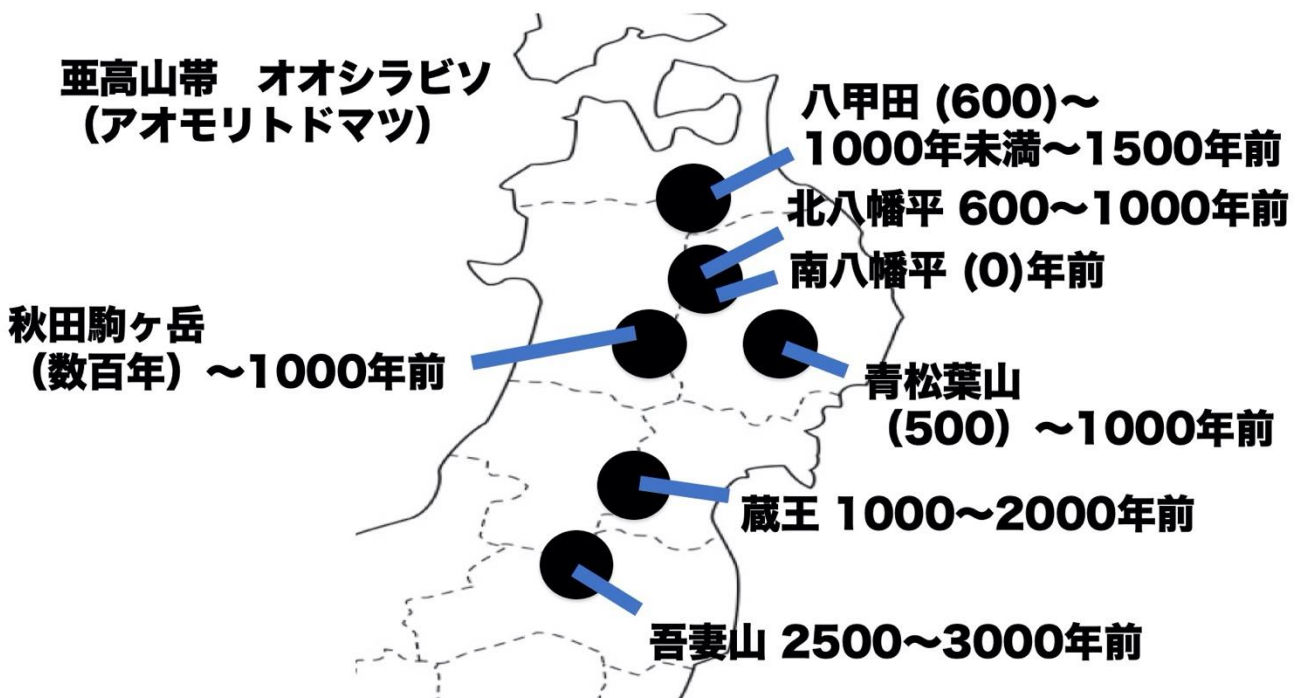 亜高山帯　オオシラビソ
（アオモリトドマツ）
八甲田 (600)〜
1000年未満〜1500年前
北八幡平 600〜1000年前
南八幡平 (0)年前
秋田駒ヶ岳
（数百年）〜1000年前
青松葉山
（500）〜1000年前
蔵王 1000〜2000年前
吾妻山 2500〜3000年前